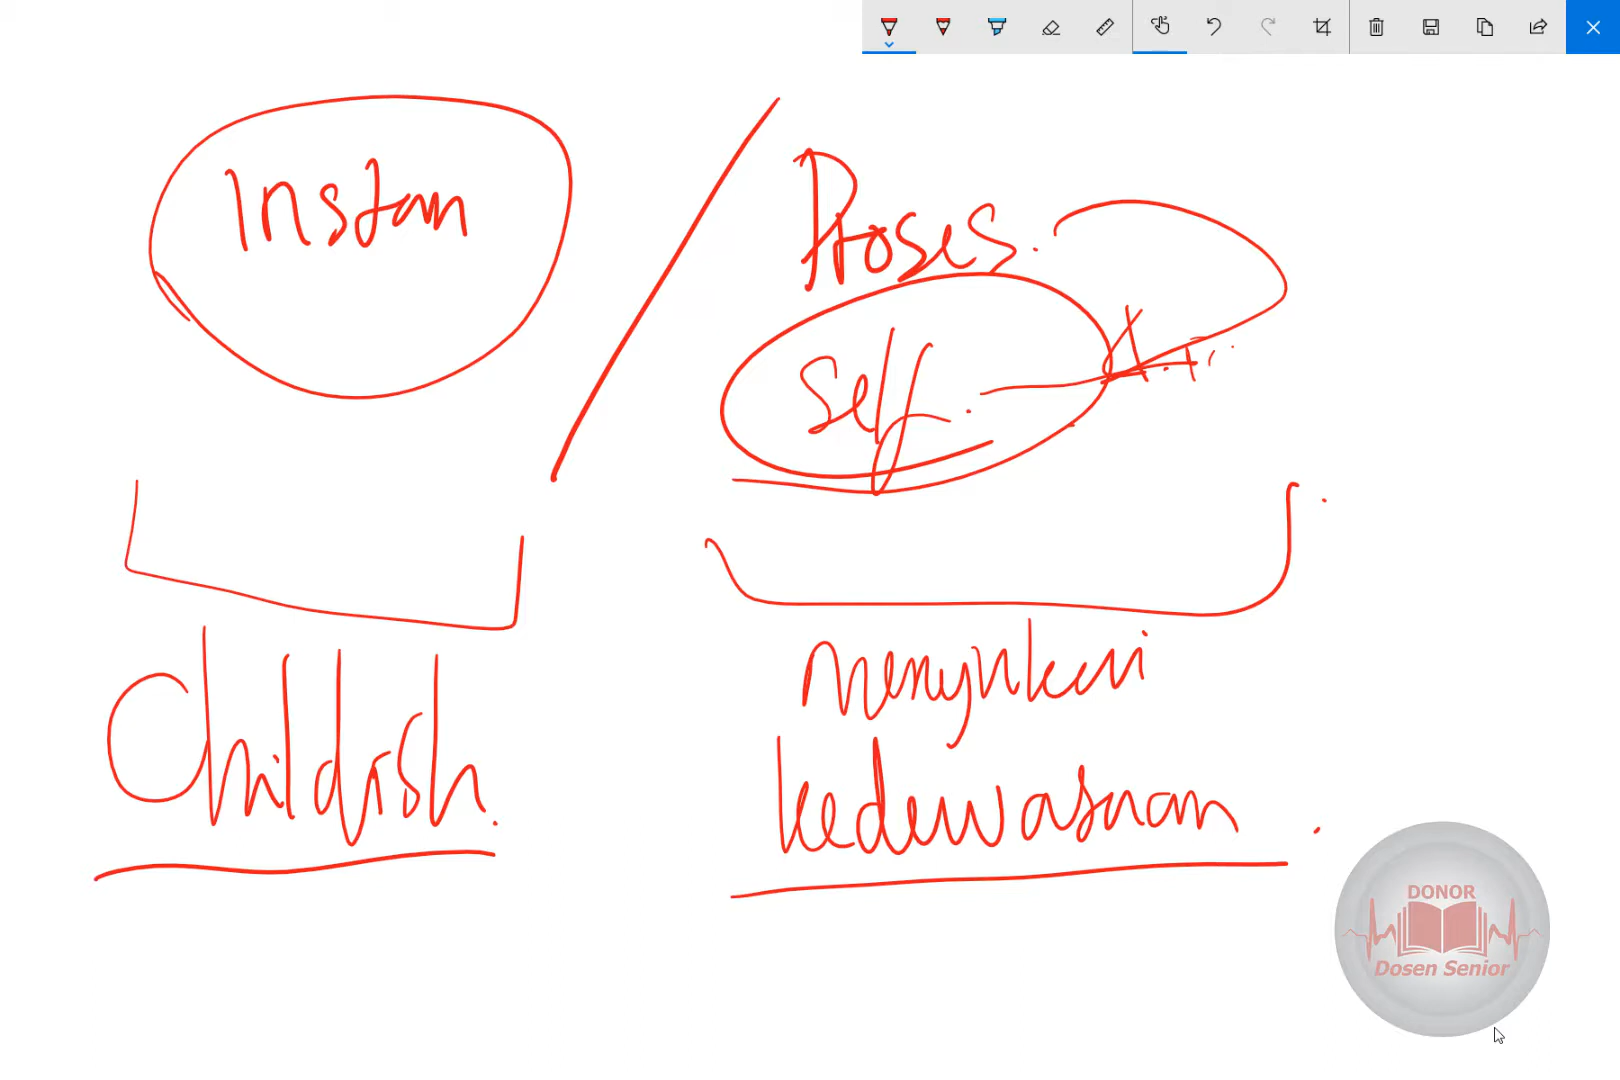 Instan
Proses.
Self.
Childish.
menyukai
kedewasaan.
DONOR
Dosen Senior